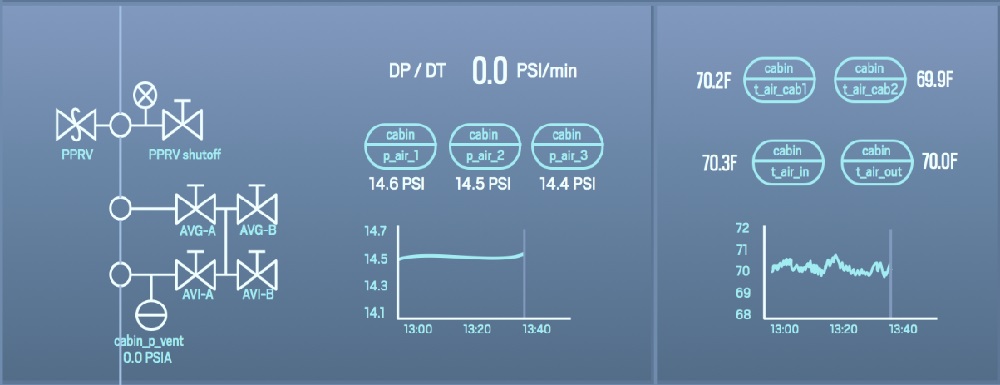 PPRV
PPRV shutoff
AVG-A
AVG-B
AVI-A
AVI-B
cabin_p_vent
0.0 PSIA
DP / DT 0.0 PSI/min
cabin
p_air_1
cabin
p_air_2
cabin
p_air_3
14.6 PSI
14.5 PSI
14.4 PSI
14.7
14.5
14.3
14.1
13:00
13:20
13:40
70.2F
cabin
t_air_cab1
cabin
t_air_cab2
69.9F
70.3F
cabin
t_air_in
cabin
t_air_out
70.0F
72
71
70
69
68
13:00
13:20
13:40